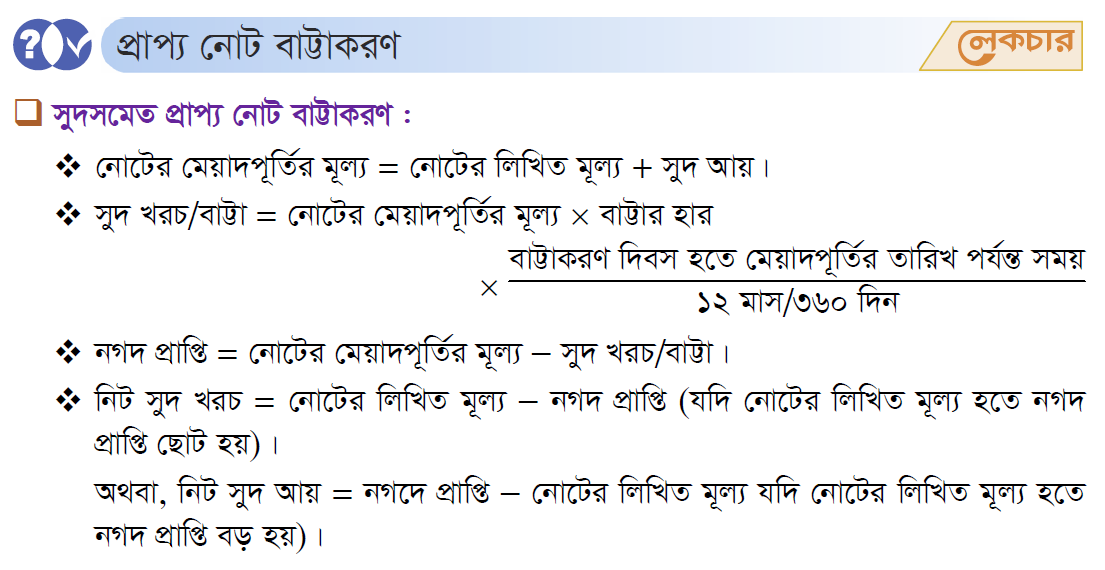 প্রাপ্য নোট বাট্টাকরণ
লেকচার
❑ সুদসমেত প্রাপ্য নোট বাট্টাকরণ :
❖ নোটের মেয়াদপূর্তির মূল্য = নোটের লিখিত মূল্য + সুদ আয়।
❖ সুদ খরচ/বাট্টা = নোটের মেয়াদপূর্তির মূল্য × বাট্টার হার
× বাট্টাকরণ দিবস হতে মেয়াদপূর্তির তারিখ পর্যন্ত সময়
১২ মাস/৩৬০ দিন
❖ নগদ প্রাপ্তি = নোটের মেয়াদপূর্তির মূল্য – সুদ খরচ/বাট্টা।
❖ নিট সুদ খরচ = নোটের লিখিত মূল্য – নগদ প্রাপ্তি (যদি নোটের লিখিত মূল্য হতে নগদ
প্রাপ্তি ছোট হয়)।
অথবা, নিট সুদ আয় = নগদে প্রাপ্তি – নোটের লিখিত মূল্য যদি নোটের লিখিত মূল্য হতে
নগদ প্রাপ্তি বড় হয়)।